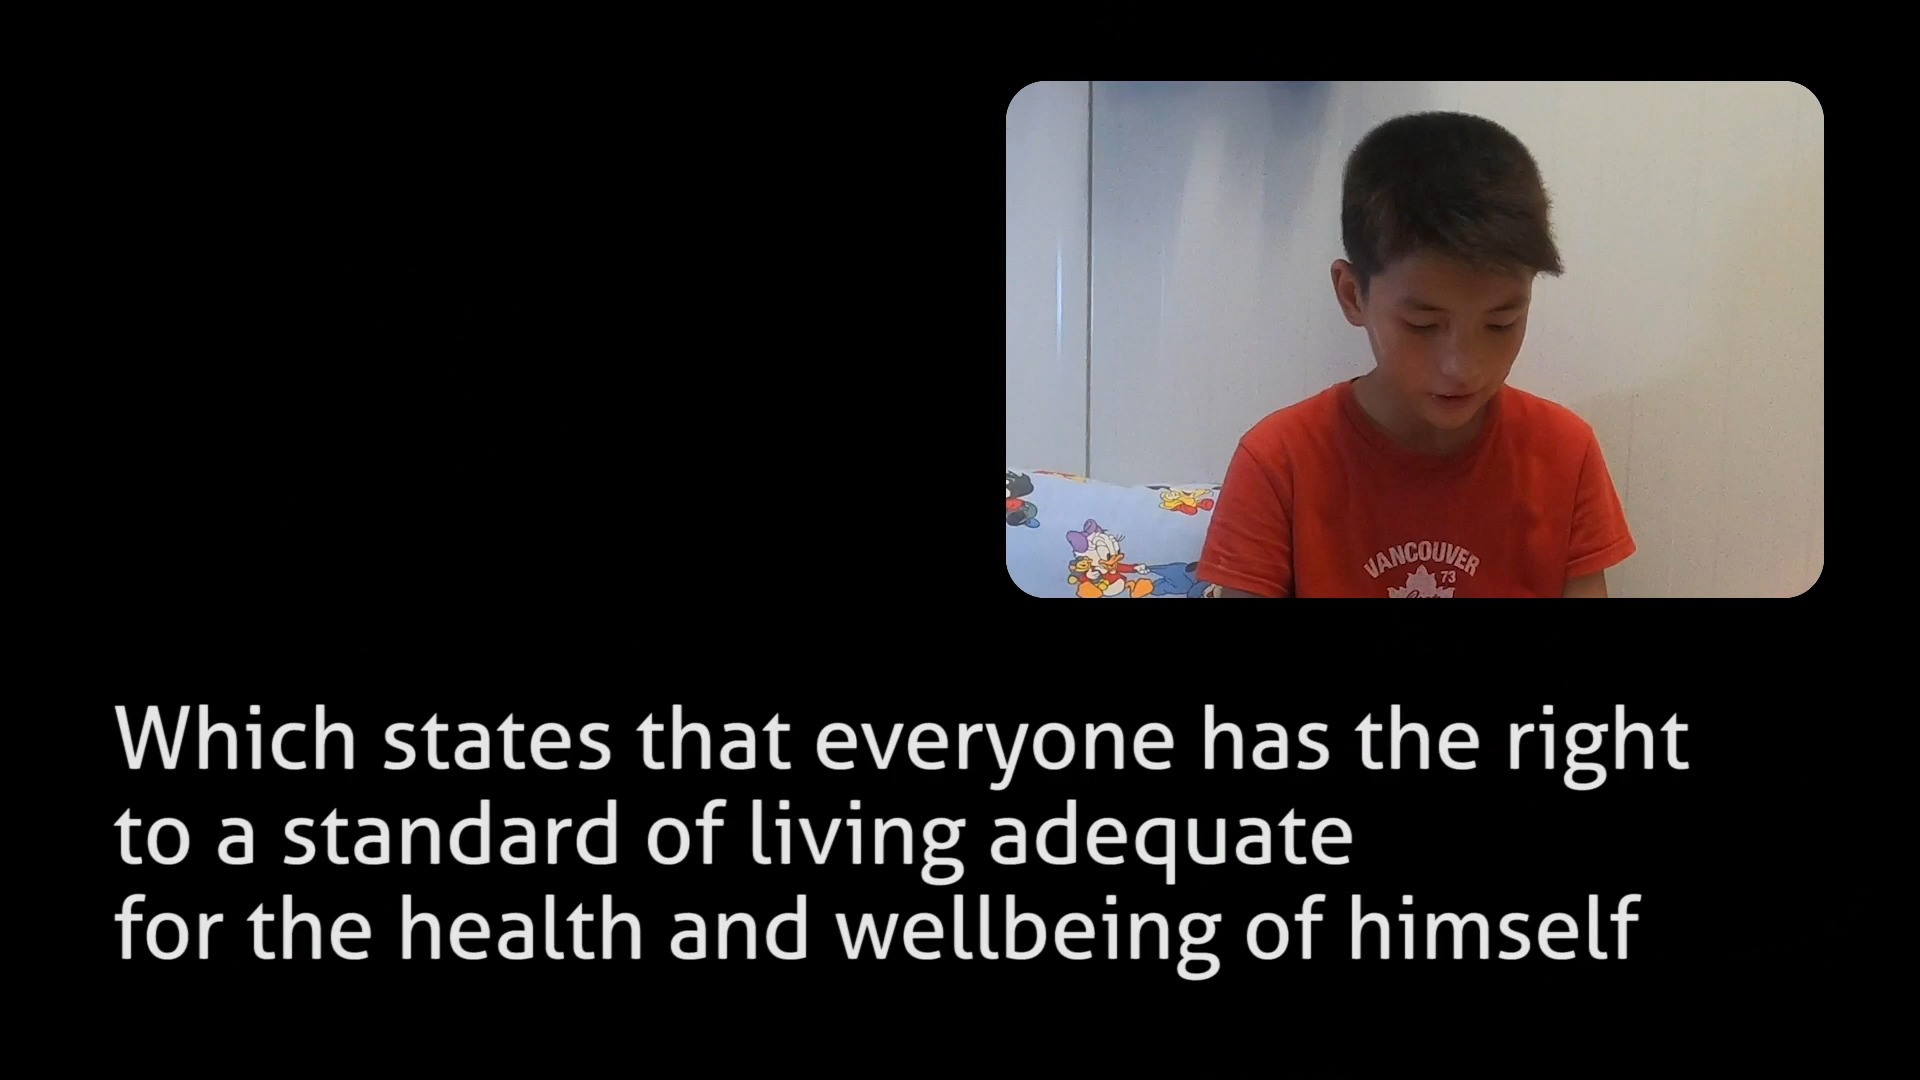 VANCOUVER
73
Which states that everyone has the right
to a standard of living adequate
for the health and wellbeing of himself